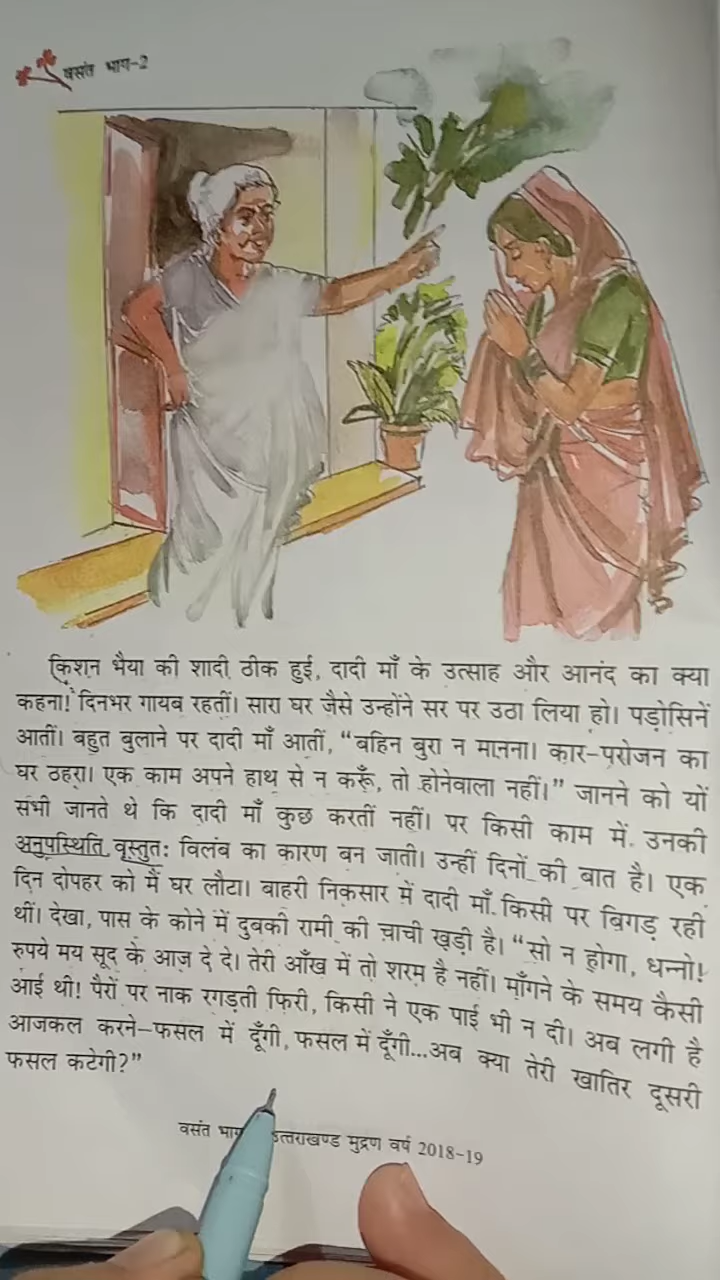 वसंत भाग-2
किशन भैया की शादी ठीक हुई, दादी माँ के उत्साह और आनंद का क्या
कहना! दिनभर गायब रहतीं। सारा घर जैसे उन्होंने सर पर उठा लिया हो। पड़ोसिनें
आतीं। बहुत बुलाने पर दादी माँ आतीं, “बहिन बुरा न मानना। कार-परोजन का
घर ठहरा। एक काम अपने हाथ से न करूँ, तो होनेवाला नहीं।” जानने को यों
सभी जानते थे कि दादी माँ कुछ करतीं नहीं। पर किसी काम में उनकी
अनुपस्थिति वस्तुत: विलंब का कारण बन जाती। उन्हीं दिनों की बात है। एक
दिन दोपहर को मैं घर लौटा। बाहरी निकसार में दादी माँ किसी पर बिगड़ रही
थीं। देखा, पास के कोने में दुबकी रामी की चाची खड़ी है। “सो न होगा, धन्नो!
रुपये मय सूद के आज दे दे। तेरी आँख में तो शरम है नहीं। माँगने के समय कैसी
आई थी! पैरों पर नाक रगड़ती फिरी, किसी ने एक पाई भी न दी। अब लगी है
आजकल करने-फसल में दूँगी, फसल में दूँगी...अब क्या तेरी खातिर दूसरी
फसल कटेगी?”
वसंत उत्तराखण्ड मुद्रण वर्ष 2018-19